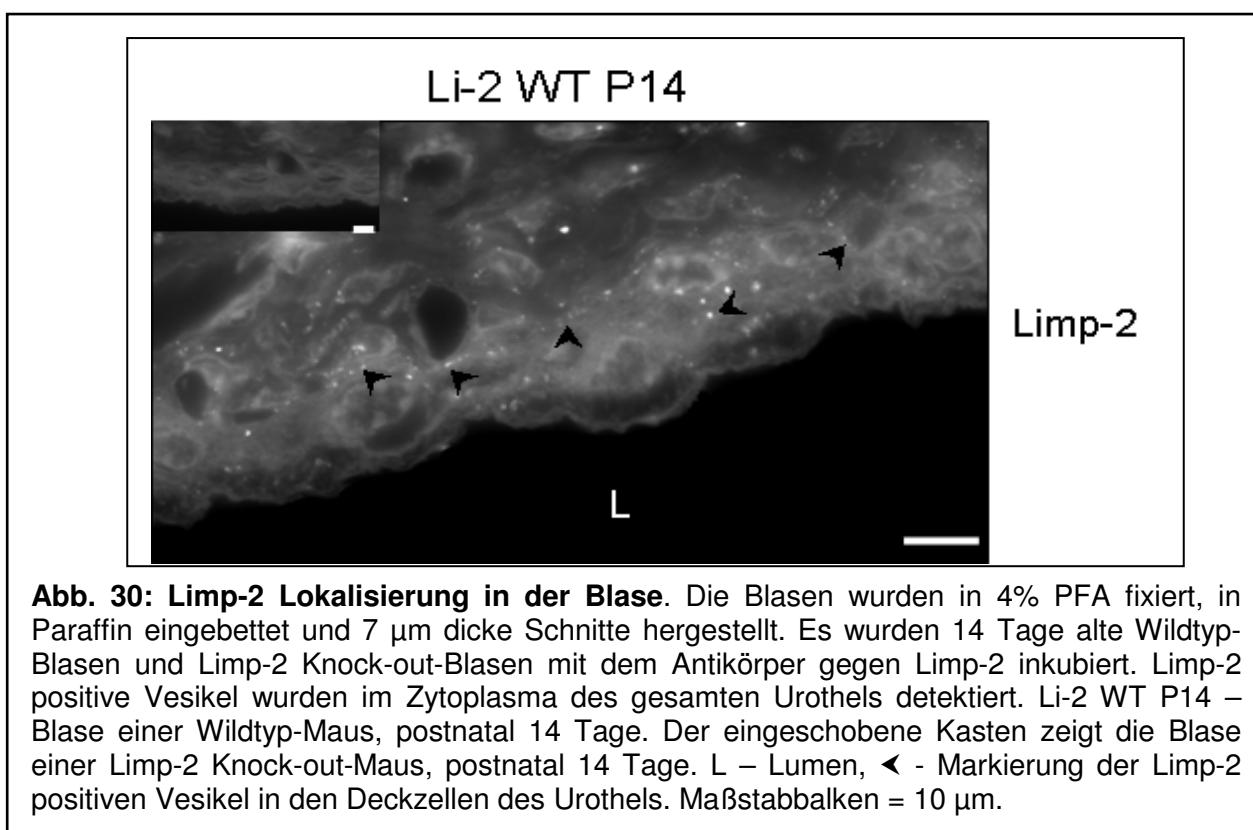 Li-2 WT P14
Limp-2
L
Abb. 30: Limp-2 Lokalisierung in der Blase. Die Blasen wurden in 4% PFA fixiert, in
Paraffin eingebettet und 7 µm dicke Schnitte hergestellt. Es wurden 14 Tage alte Wildtyp-
Blasen und Limp-2 Knock-out-Blasen mit dem Antikörper gegen Limp-2 inkubiert. Limp-2
positive Vesikel wurden im Zytoplasma des gesamten Urothels detektiert. Li-2 WT P14 –
Blase einer Wildtyp-Maus, postnatal 14 Tage. Der eingeschobene Kasten zeigt die Blase
einer Limp-2 Knock-out-Maus, postnatal 14 Tage. L – Lumen, ➤ - Markierung der Limp-2
positiven Vesikel in den Deckzellen des Urothels. Maßstabbalken = 10 µm.